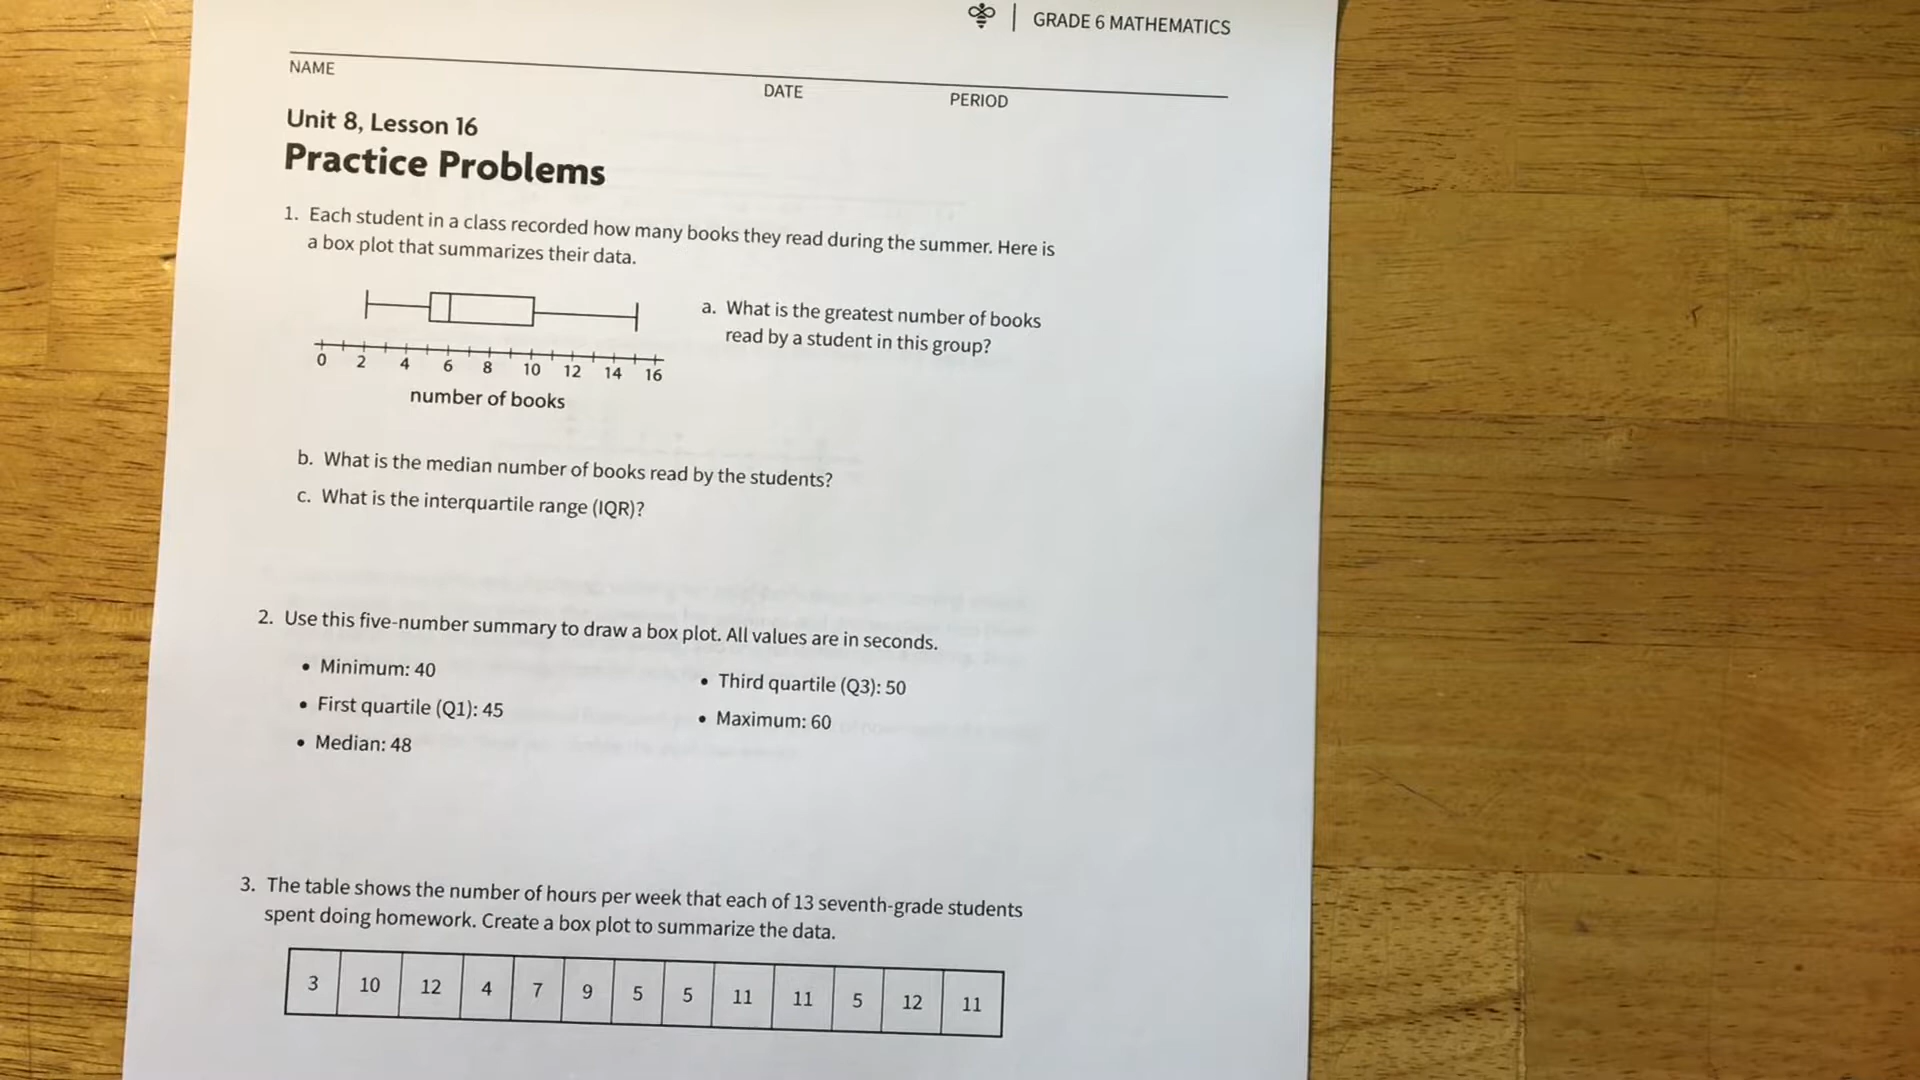 GRADE 6 MATHEMATICS
NAME
DATE
PERIOD
Unit 8, Lesson 16
Practice Problems
1. Each student in a class recorded how many books they read during the summer. Here is
a box plot that summarizes their data.
0 2 4 6 8 10 12 14 16
number of books
a. What is the greatest number of books
read by a student in this group?
b. What is the median number of books read by the students?
c. What is the interquartile range (IQR)?
2. Use this five-number summary to draw a box plot. All values are in seconds.
• Minimum: 40
• First quartile (Q1): 45
• Median: 48
• Third quartile (Q3): 50
• Maximum: 60
3. The table shows the number of hours per week that each of 13 seventh-grade students
spent doing homework. Create a box plot to summarize the data.
3 10 12 4 7 9 5 5 11 11 5 12 11